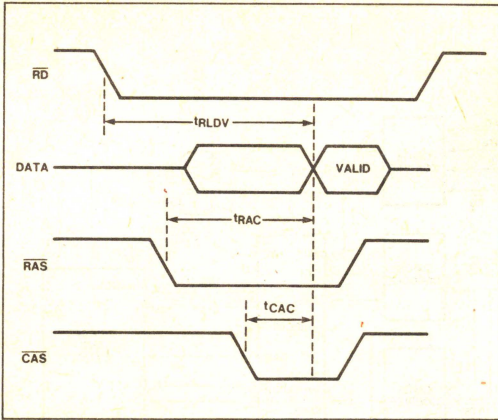 RD
tRLDV
DATA
VALID
tRAC
RAS
tCAC
CAS